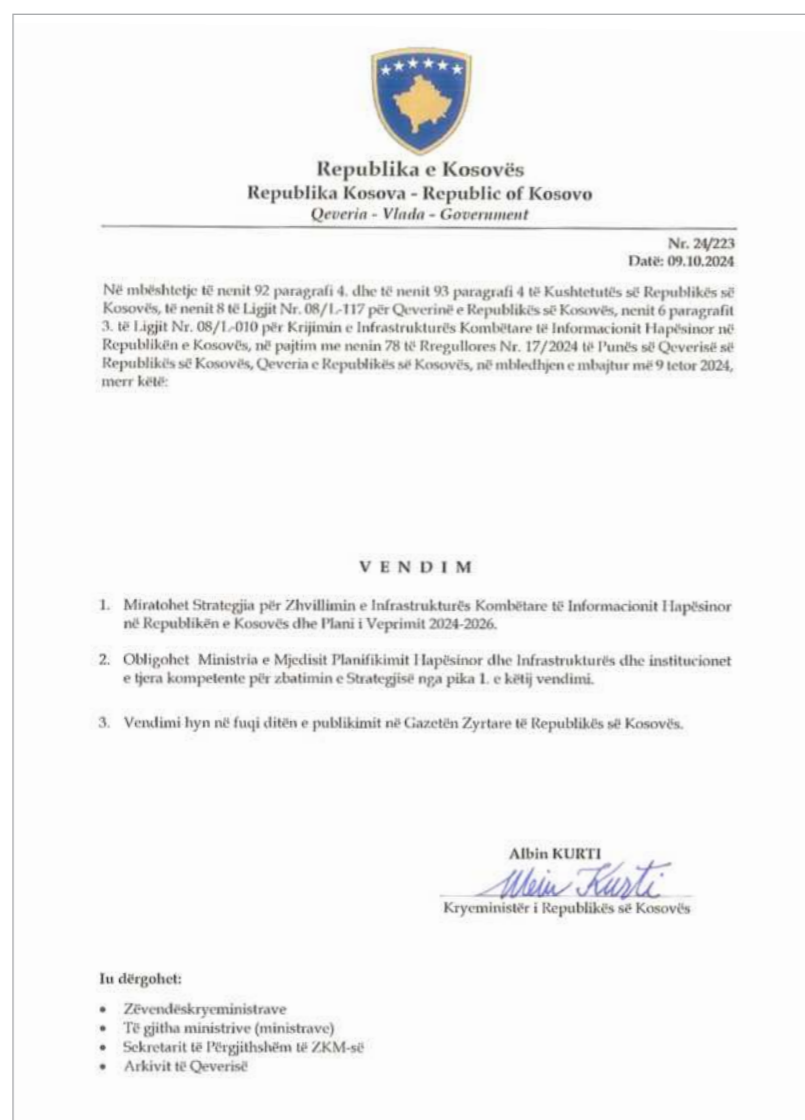 Republika e Kosovës
Republika Kosova - Republic of Kosovo
Qeveria - Vlada - Government
Nr. 24/223
Datë: 09.10.2024
Në mbështetje të nenit 92 paragrafi 4. dhe të nenit 93 paragrafi 4 të Kushtetutës së Republikës së
Kosovës, të nenit 8 të Ligjit Nr. 08/L-117 për Qeverinë e Republikës së Kosovës, nenit 6 paragrafit
3. të Ligjit Nr. 08/L-010 për Krijimin e Infrastrukturës Kombëtare të Informacionit Hapësinor në
Republikën e Kosovës, në pajtim me nenin 78 të Rregullores Nr. 17/2024 të Punës së Qeverisë së
Republikës së Kosovës, Qeveria e Republikës së Kosovës, në mbledhjen e mbajtur më 9 tetor 2024,
merr këtë:
V E N D I M
1. Miratohet Strategjia për Zhvillimin e Infrastrukturës Kombëtare të Informacionit Hapësinor
në Republikën e Kosovës dhe Plani i Veprimit 2024-2026.
2. Obligohet Ministria e Mjedisit Planifikimit Hapësinor dhe Infrastrukturës dhe institucionet
e tjera kompetente për zbatimin e Strategjisë nga pika 1. e këtij vendimi.
3. Vendimi hyn në fuqi ditën e publikimit në Gazetën Zyrtare të Republikës së Kosovës.
Albin KURTI
Albin Kurti
Kryeministër i Republikës së Kosovës
Iu dërgohet:
• Zëvendëskryeministrave
• Të gjitha ministrive (ministrave)
• Sekretarit të Përgjithshëm të ZKM-së
• Arkivit të Qeverisë